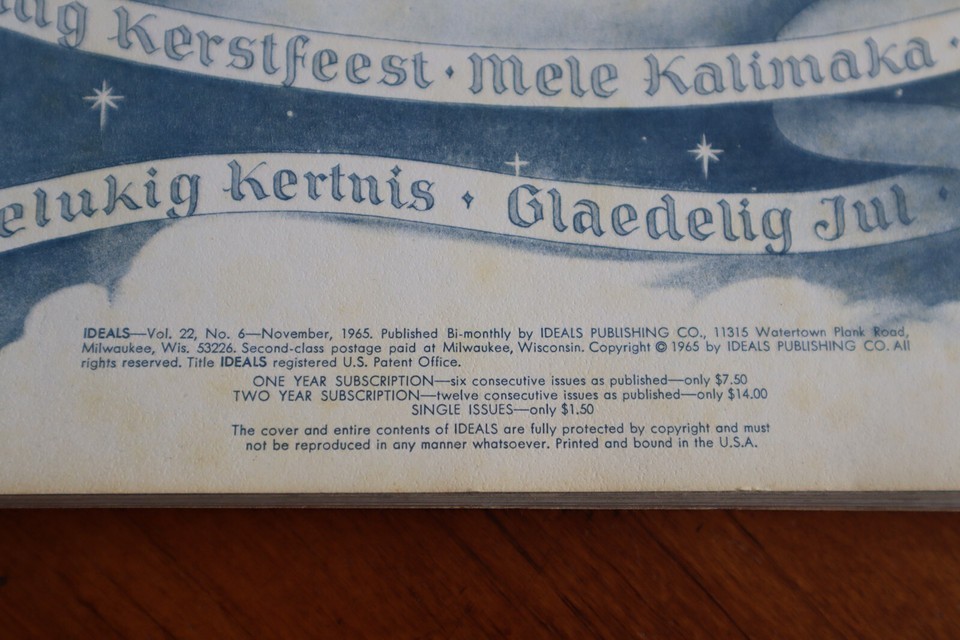 Kerstfeest · Mele Kalimaka ·
Kertnis · Glaedelig Jul ·
IDEALS—Vol. 22, No. 6—November, 1965. Published Bi-monthly by IDEALS PUBLISHING CO., 11315 Watertown Plank Road,
Milwaukee, Wis. 53226. Second-class postage paid at Milwaukee, Wisconsin. Copyright © 1965 by IDEALS PUBLISHING CO. All
rights reserved. Title IDEALS registered U.S. Patent Office.
ONE YEAR SUBSCRIPTION—six consecutive issues as published—only $7.50
TWO YEAR SUBSCRIPTION—twelve consecutive issues as published—only $14.00
SINGLE ISSUES—only $1.50
The cover and entire contents of IDEALS are fully protected by copyright and must
not be reproduced in any manner whatsoever. Printed and bound in the U.S.A.